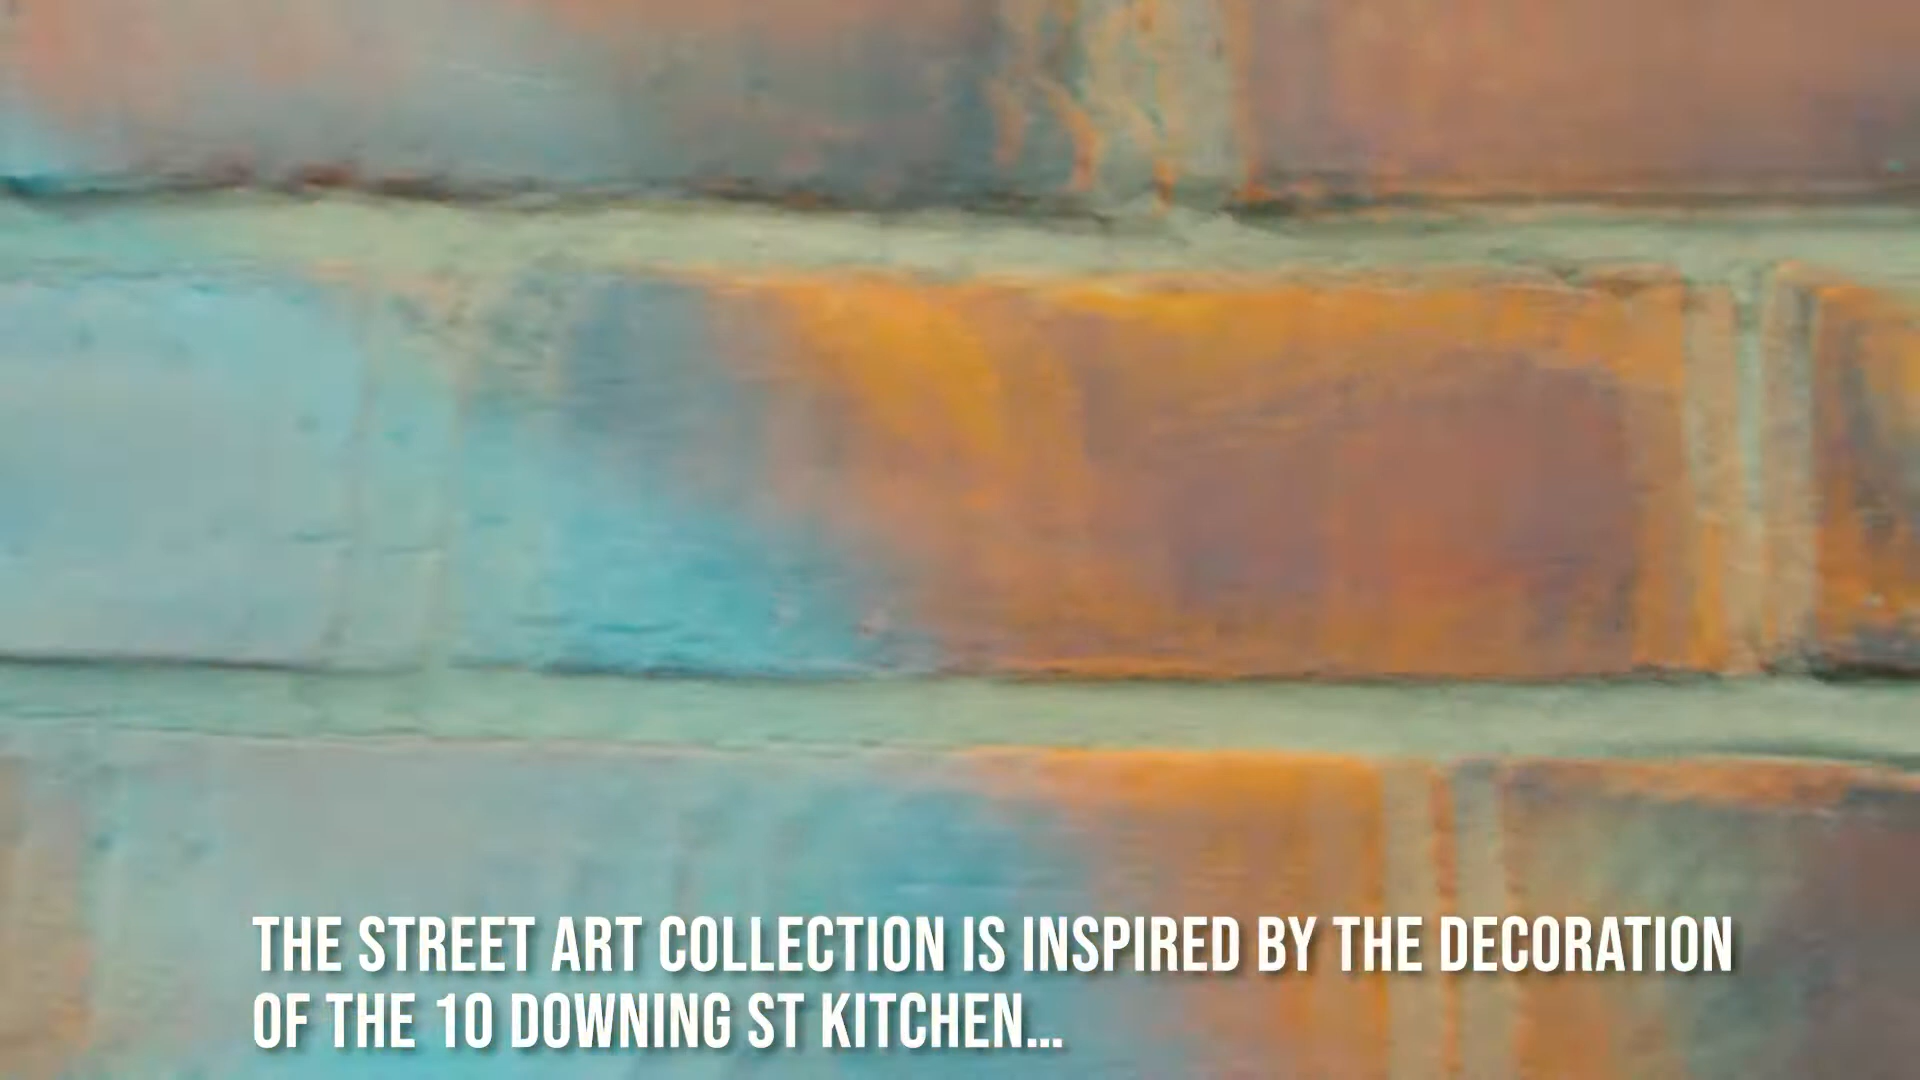 THE STREET ART COLLECTION IS INSPIRED BY THE DECORATION
OF THE 10 DOWNING ST KITCHEN...